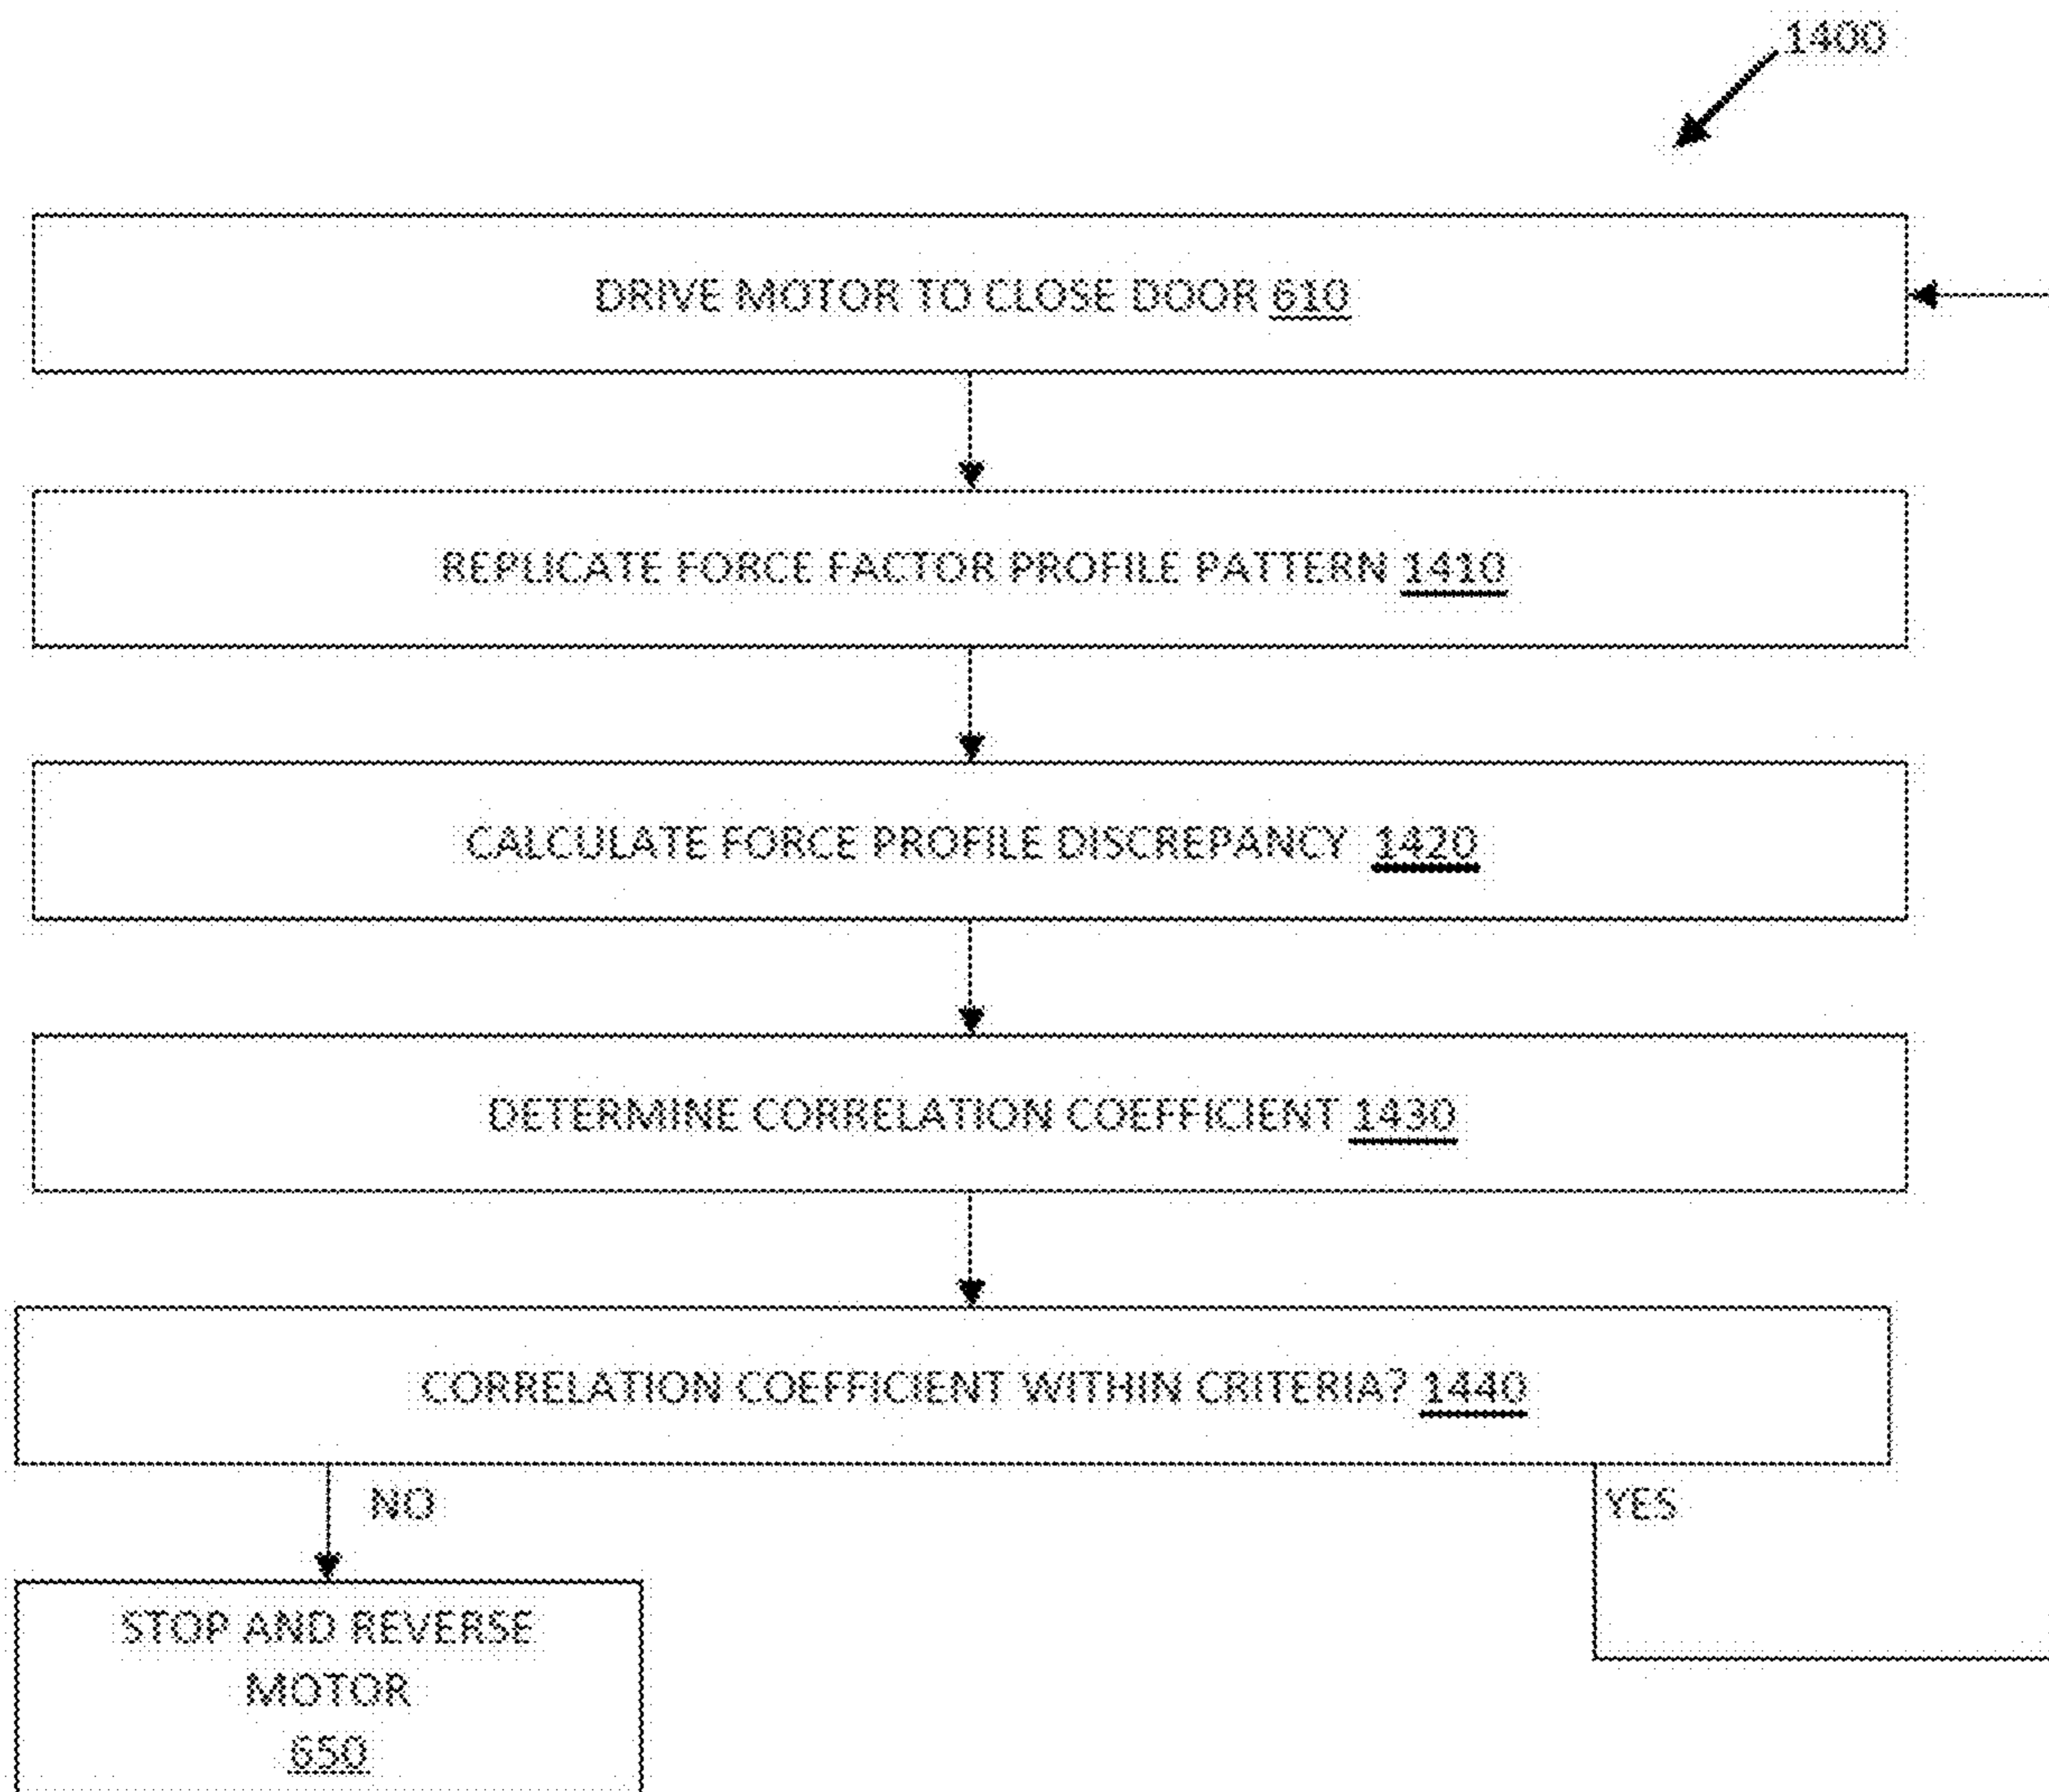 1400
DRIVE MOTOR TO CLOSE DOOR 610
REPLICATE FORCE FACTOR PROFILE PATTERN 1410
CALCULATE FORCE PROFILE DISCREPANCY 1420
DETERMINE CORRELATION COEFFICIENT 1430
CORRELATION COEFFICIENT WITHIN CRITERIA? 1440
NO
YES
STOP AND REVERSE
MOTOR
650